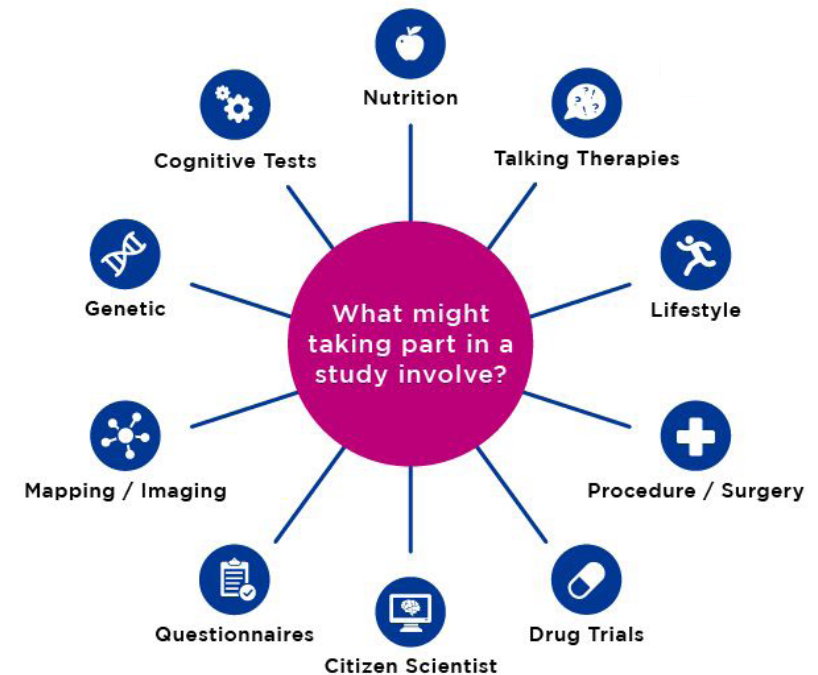 Nutrition
Cognitive Tests
Talking Therapies
Genetic
Lifestyle
What might
taking part in a
study involve?
Mapping / Imaging
Procedure / Surgery
Questionnaires
Drug Trials
Citizen Scientist